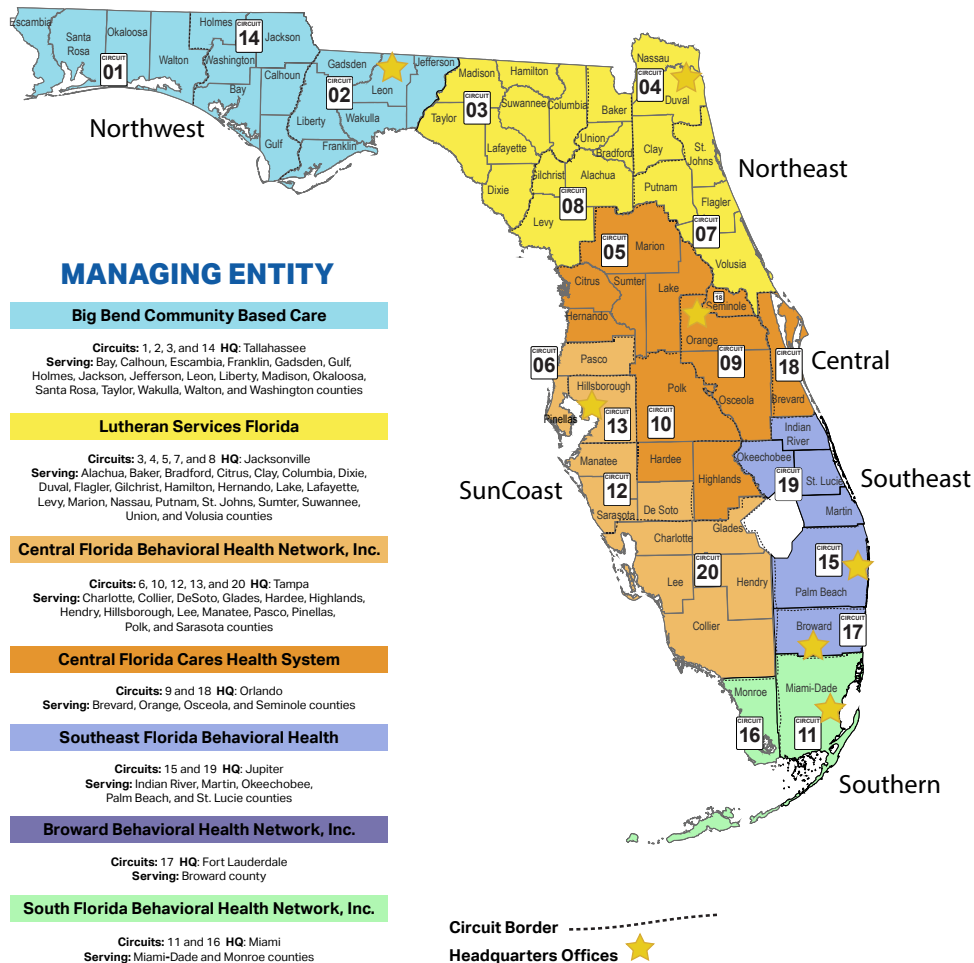 Escambia
Santa
Rosa
Okaloosa
Walton
Holmes
Jackson
Washington
Bay
Calhoun
Gulf
CIRCUIT
01
CIRCUIT
14
CIRCUIT
02
Gadsden
Leon
Jefferson
Liberty
Wakulla
Franklin
Northwest
Madison
Hamilton
Taylor
Suwannee
Columbia
Lafayette
Dixie
CIRCUIT
03
Baker
Union
Bradford
Gilchrist
Alachua
Levy
CIRCUIT
08
Nassau
Duval
CIRCUIT
04
Clay
St.
Johns
Putnam
Flagler
Volusia
CIRCUIT
07
Northeast
CIRCUIT
05
Marion
Citrus
Sumter
Lake
Hernando
18
Seminole
Orange
CIRCUIT
09
Osceola
CIRCUIT
18
Brevard
Central
CIRCUIT
06
Pasco
Hillsborough
Pinellas
CIRCUIT
13
Polk
CIRCUIT
10
Hardee
Highlands
Manatee
CIRCUIT
12
Sarasota
De Soto
SunCoast
Charlotte
Glades
Lee
CIRCUIT
20
Hendry
Collier
Indian
River
Okeechobee
CIRCUIT
19
St. Lucie
Martin
Southeast
CIRCUIT
15
Palm Beach
Broward
CIRCUIT
17
Monroe
Miami-Dade
CIRCUIT
16
CIRCUIT
11
Southern
MANAGING ENTITY
Big Bend Community Based Care
Circuits: 1, 2, 3, and 14 HQ: Tallahassee
Serving: Bay, Calhoun, Escambia, Franklin, Gadsden, Gulf,
Holmes, Jackson, Jefferson, Leon, Liberty, Madison, Okaloosa,
Santa Rosa, Taylor, Wakulla, Walton, and Washington counties
Lutheran Services Florida
Circuits: 3, 4, 5, 7, and 8 HQ: Jacksonville
Serving: Alachua, Baker, Bradford, Citrus, Clay, Columbia, Dixie,
Duval, Flagler, Gilchrist, Hamilton, Hernando, Lake, Lafayette,
Levy, Marion, Nassau, Putnam, St. Johns, Sumter, Suwannee,
Union, and Volusia counties
Central Florida Behavioral Health Network, Inc.
Circuits: 6, 10, 12, 13, and 20 HQ: Tampa
Serving: Charlotte, Collier, DeSoto, Glades, Hardee, Highlands,
Hendry, Hillsborough, Lee, Manatee, Pasco, Pinellas,
Polk, and Sarasota counties
Central Florida Cares Health System
Circuits: 9 and 18 HQ: Orlando
Serving: Brevard, Orange, Osceola, and Seminole counties
Southeast Florida Behavioral Health
Circuits: 15 and 19 HQ: Jupiter
Serving: Indian River, Martin, Okeechobee,
Palm Beach, and St. Lucie counties
Broward Behavioral Health Network, Inc.
Circuits: 17 HQ: Fort Lauderdale
Serving: Broward county
South Florida Behavioral Health Network, Inc.
Circuits: 11 and 16 HQ: Miami
Serving: Miami-Dade and Monroe counties
Circuit Border
Headquarters Offices